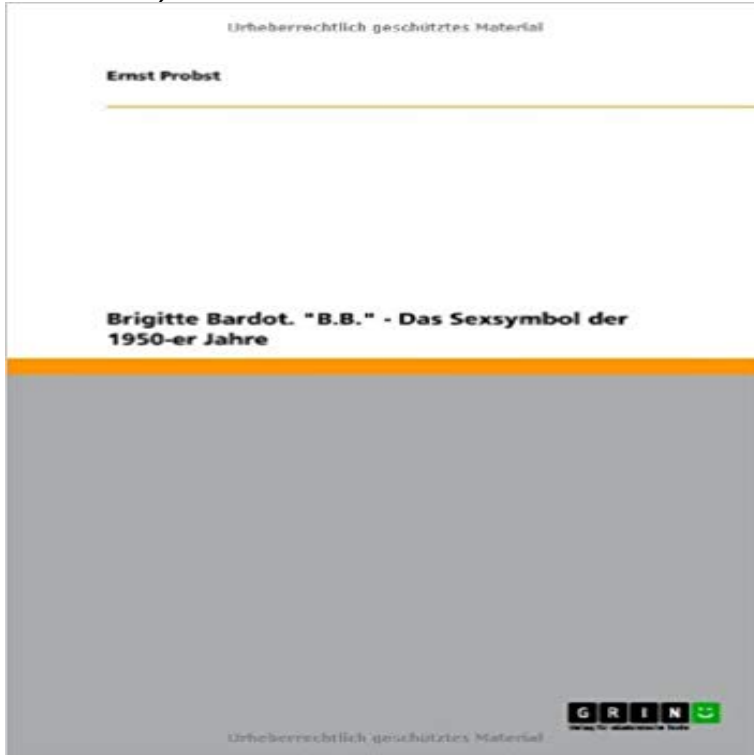 Urheberrechtlich geschütztes Material
Ernst Probst
Brigitte Bardot. "B.B." - Das Sexsymbol der
1950-er Jahre
GRIN
Urheberrechtlich geschütztes Material